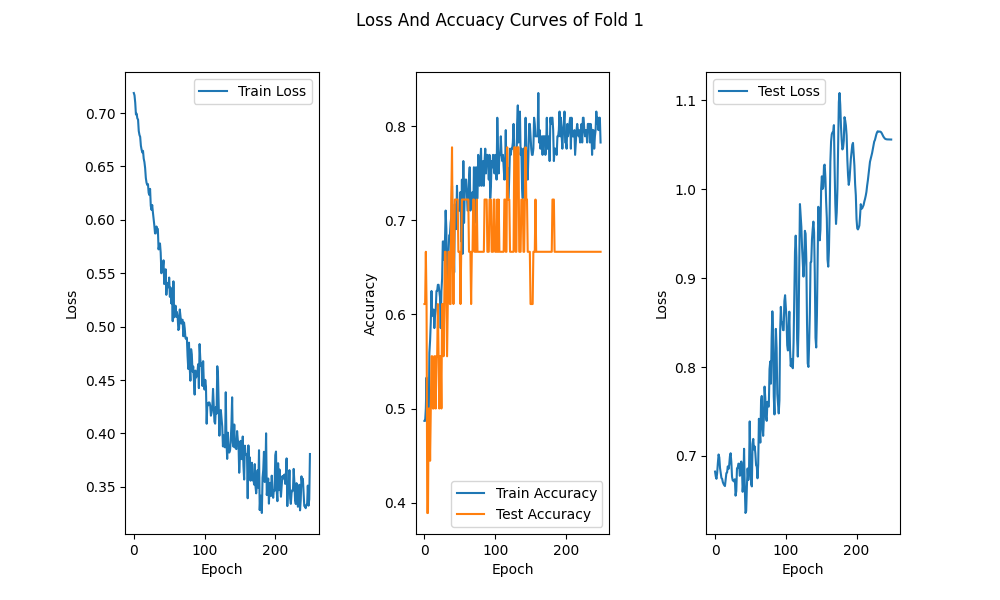 Loss And Accuacy Curves of Fold 1
Train Loss
0.70
0.65
0.60
0.55
0.50
0.45
0.40
0.35
Loss
0 100 200
Epoch
0.8
0.7
0.6
0.5
0.4
Accuracy
Train Accuracy
Test Accuracy
0 100 200
Epoch
Test Loss
1.1
1.0
0.9
0.8
0.7
Loss
0 100 200
Epoch